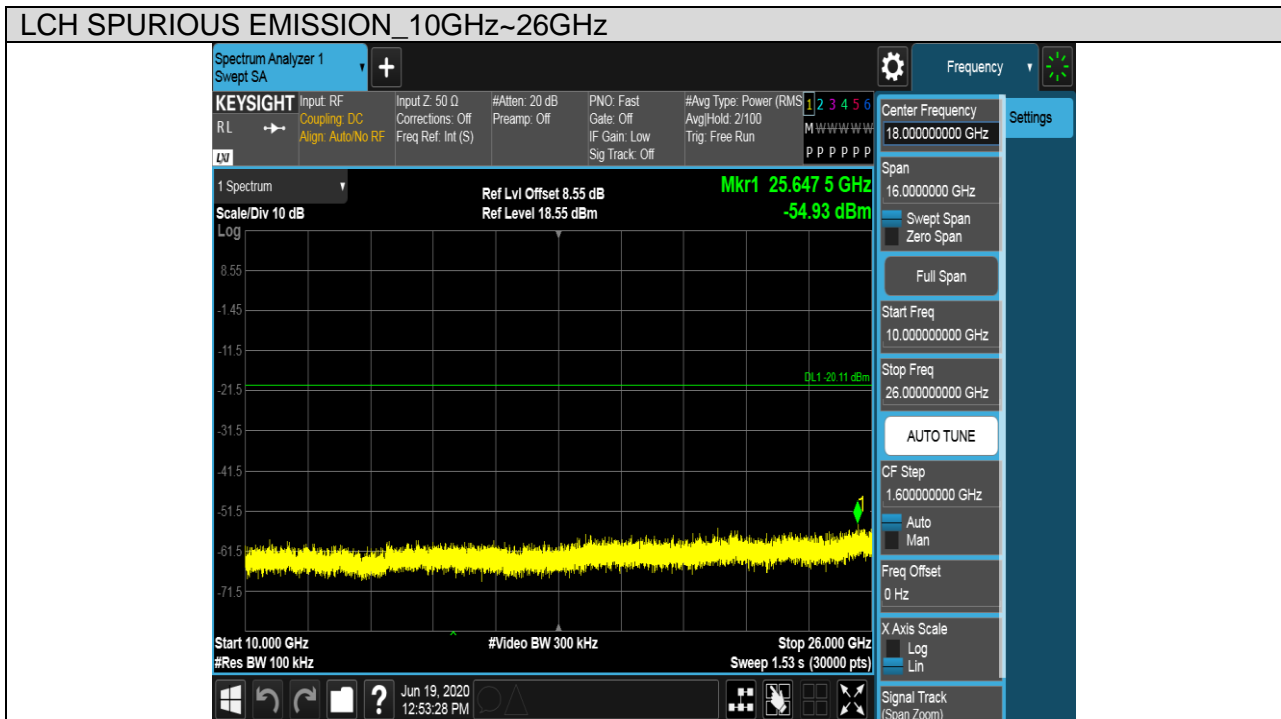 LCH SPURIOUS EMISSION_10GHz~26GHz
Spectrum Analyzer 1
Swept SA
+
Frequency
KEYSIGHT
RL
LXI
Input: RF
Coupling: DC
Align: Auto/No RF
Input Z: 50 Ω
Corrections: Off
Freq Ref: Int (S)
#Atten: 20 dB
Preamp: Off
PNO: Fast
Gate: Off
IF Gain: Low
Sig Track: Off
#Avg Type: Power (RMS
Avg|Hold: 2/100
Trig: Free Run
1 2 3 4 5 6
M W W W W W
P P P P P P
1 Spectrum
Scale/Div 10 dB
Log
Ref Lvl Offset 8.55 dB
Ref Level 18.55 dBm
Mkr1 25.647 5 GHz
-54.93 dBm
8.55
-1.45
-11.5
DL1 -20.11 dBm
-21.5
-31.5
-41.5
-51.5
1
-61.5
-71.5
Start 10.000 GHz
#Res BW 100 kHz
#Video BW 300 kHz
Stop 26.000 GHz
Sweep 1.53 s (30000 pts)
?
Jun 19, 2020
12:53:28 PM
Center Frequency
18.000000000 GHz
Settings
Span
16.0000000 GHz
Swept Span
Zero Span
Full Span
Start Freq
10.000000000 GHz
Stop Freq
26.000000000 GHz
AUTO TUNE
CF Step
1.600000000 GHz
Auto
Man
Freq Offset
0 Hz
X Axis Scale
Log
Lin
Signal Track
(Span Zoom)